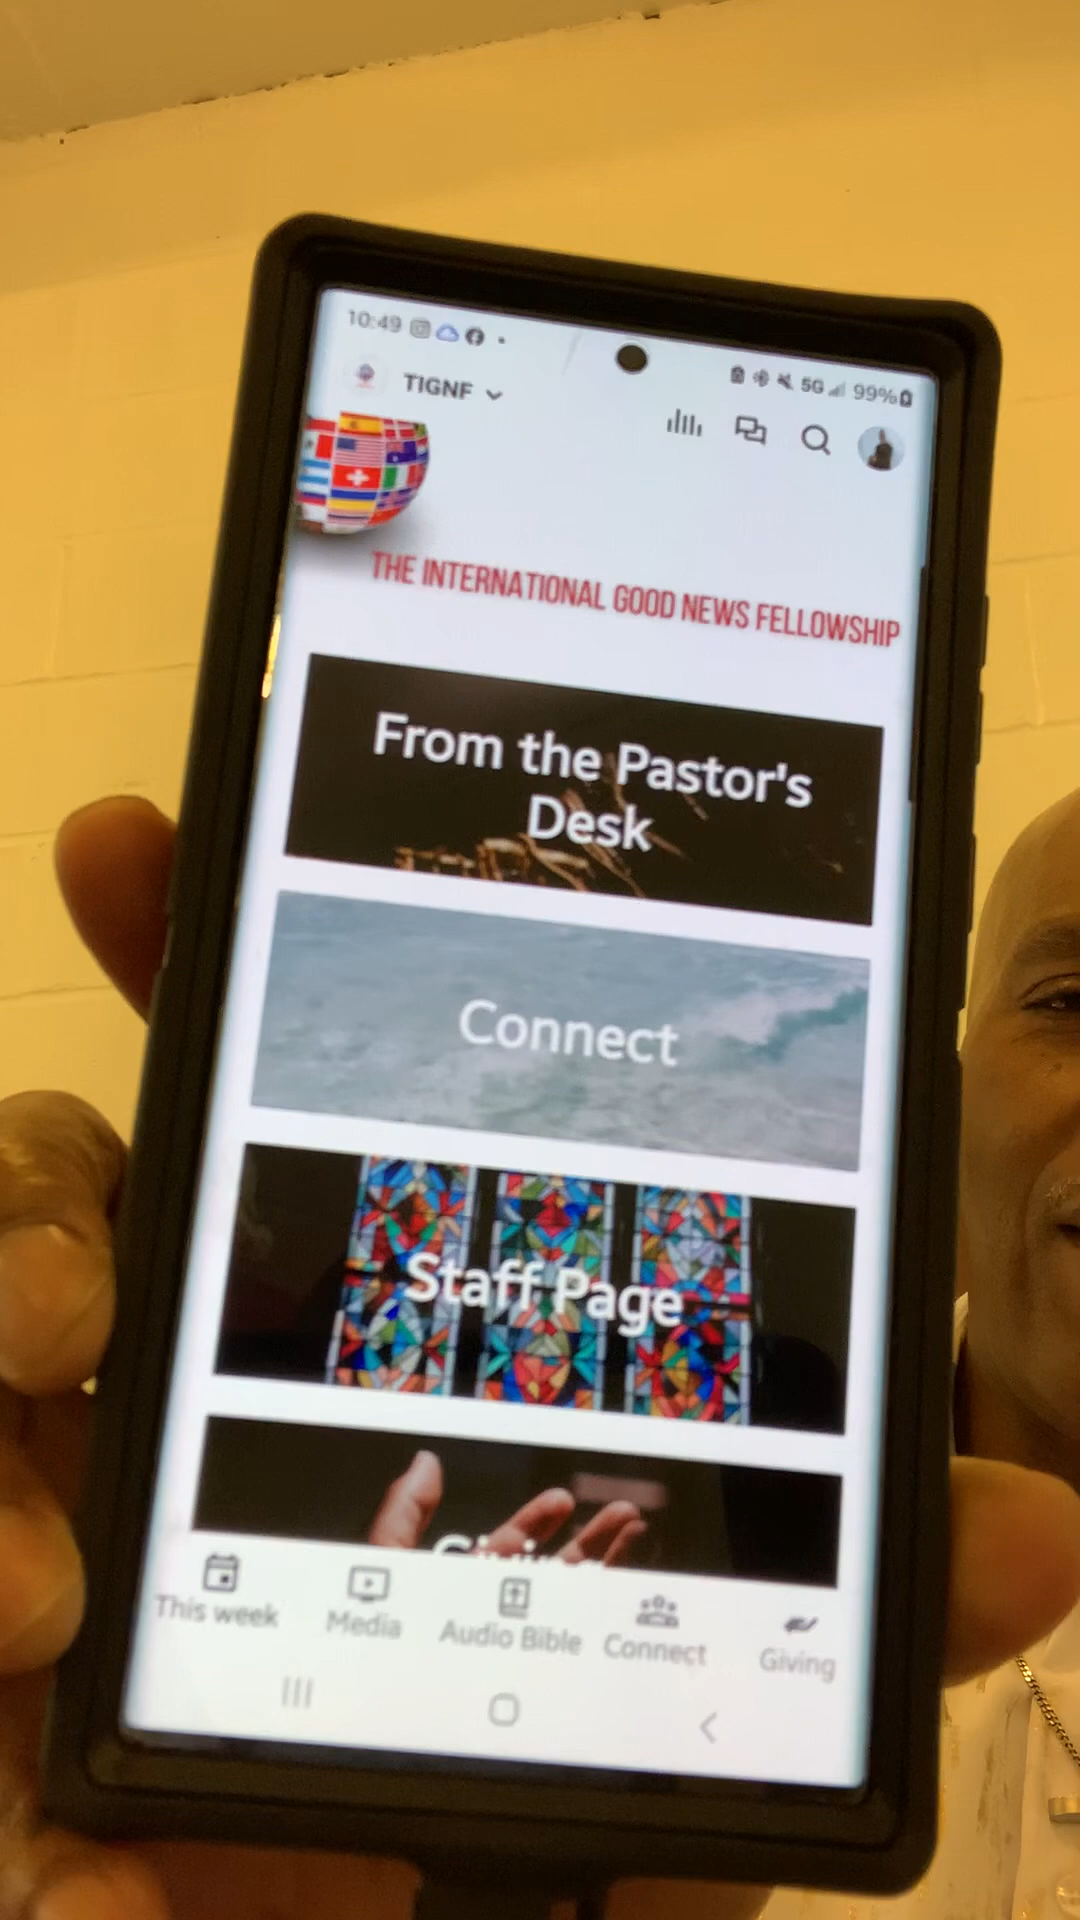 10:49
5G 99%
TIGNF
THE INTERNATIONAL GOOD NEWS FELLOWSHIP
From the Pastor's
Desk
Connect
Staff Page
Giving
This week
Media
Audio Bible
Connect
Giving